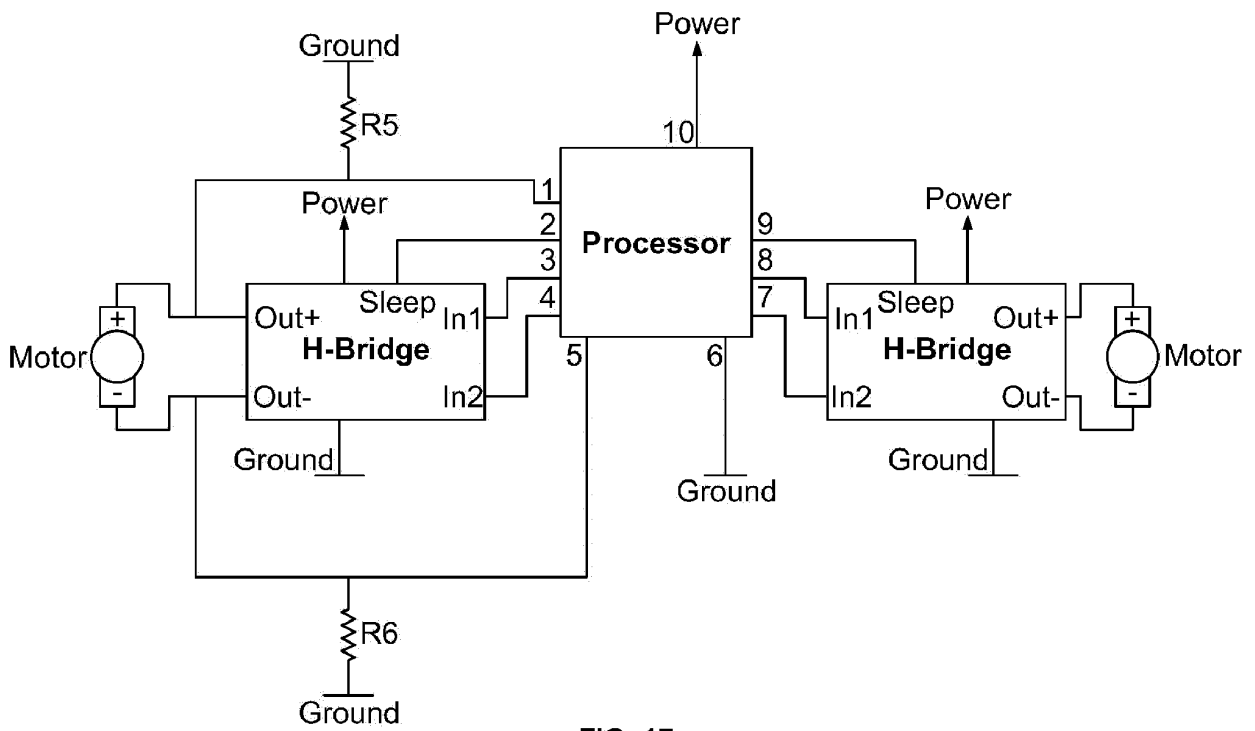 Ground
R5
Power
10
1
Power
2
Processor
9
Power
3
8
4
7
Sleep
Sleep
+
Motor
-
Out+
In1
H-Bridge
Out-
In2
5
6
In1
Out+
H-Bridge
In2
Out-
+
Motor
-
Ground
Ground
Ground
R6
Ground